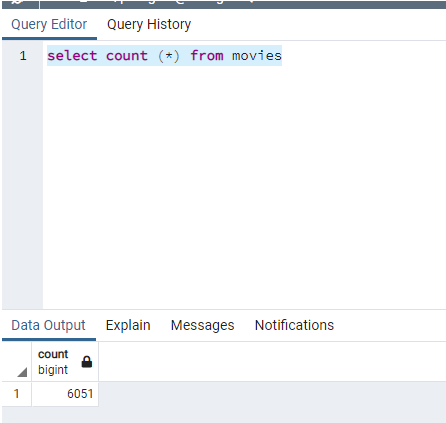 Query Editor Query History
1 select count (*) from movies
Data Output Explain Messages Notifications
count
bigint
1 6051